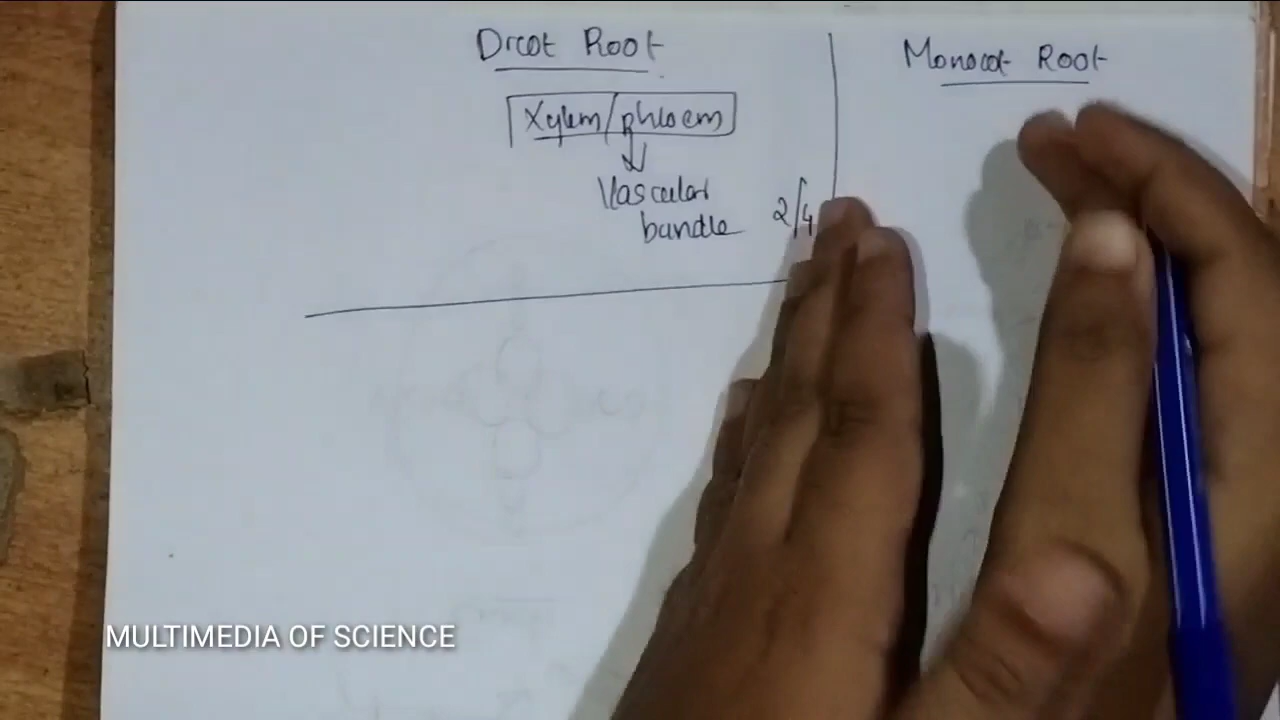 Dicot Root
Xylem/phloem
Vascular
bundle
2/4
Monocot Root
MULTIMEDIA OF SCIENCE